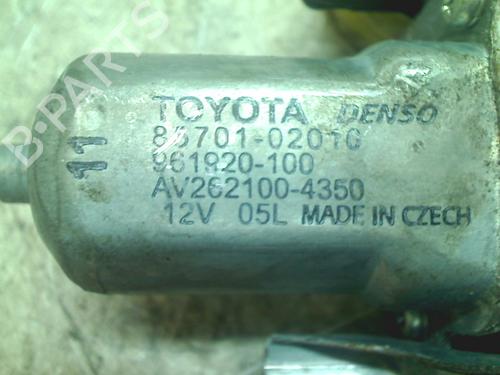 TOYOTA DENSO
85701-02010
961920-100
AV262100-4350
12V 05L MADE IN CZECH
11
B-PARTS